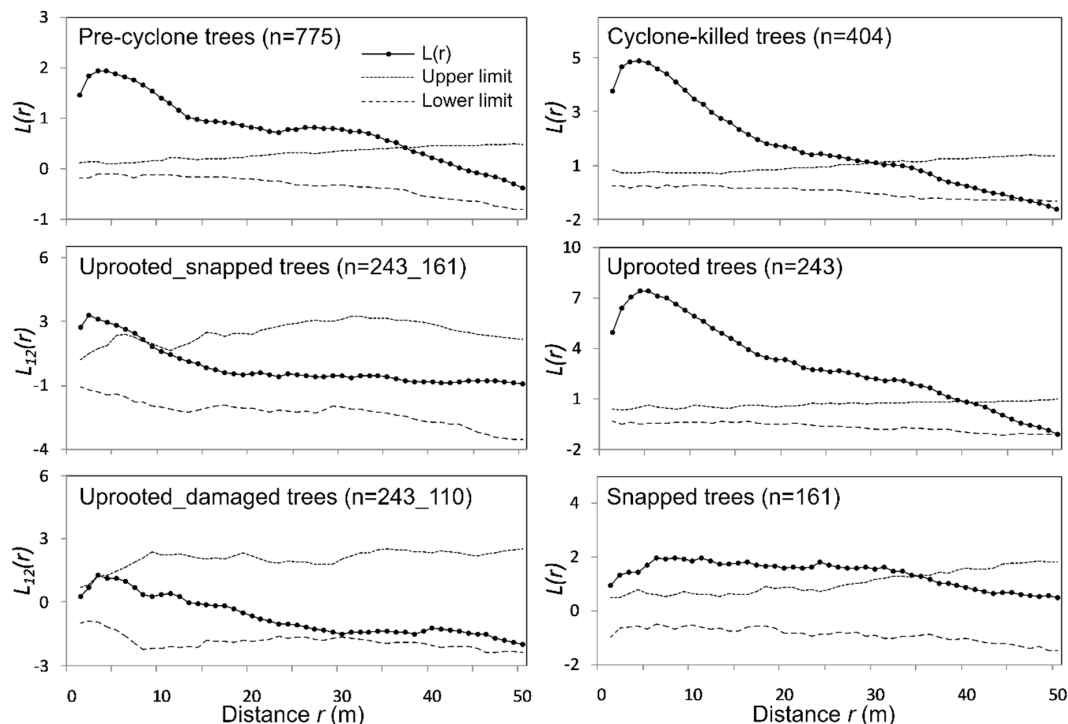 Pre-cyclone trees (n=775)
L(r)
Upper limit
Lower limit
3
2
1
0
-1
L(r)
Cyclone-killed trees (n=404)
5
1
-2
L(r)
Uprooted_snapped trees (n=243_161)
6
3
-1
-4
L12(r)
Uprooted trees (n=243)
10
7
1
-2
L(r)
Uprooted_damaged trees (n=243_110)
6
3
0
-3
L12(r)
0 10 20 30 40 50
Distance r (m)
Snapped trees (n=161)
4
2
0
-2
L(r)
0 10 20 30 40 50
Distance r (m)